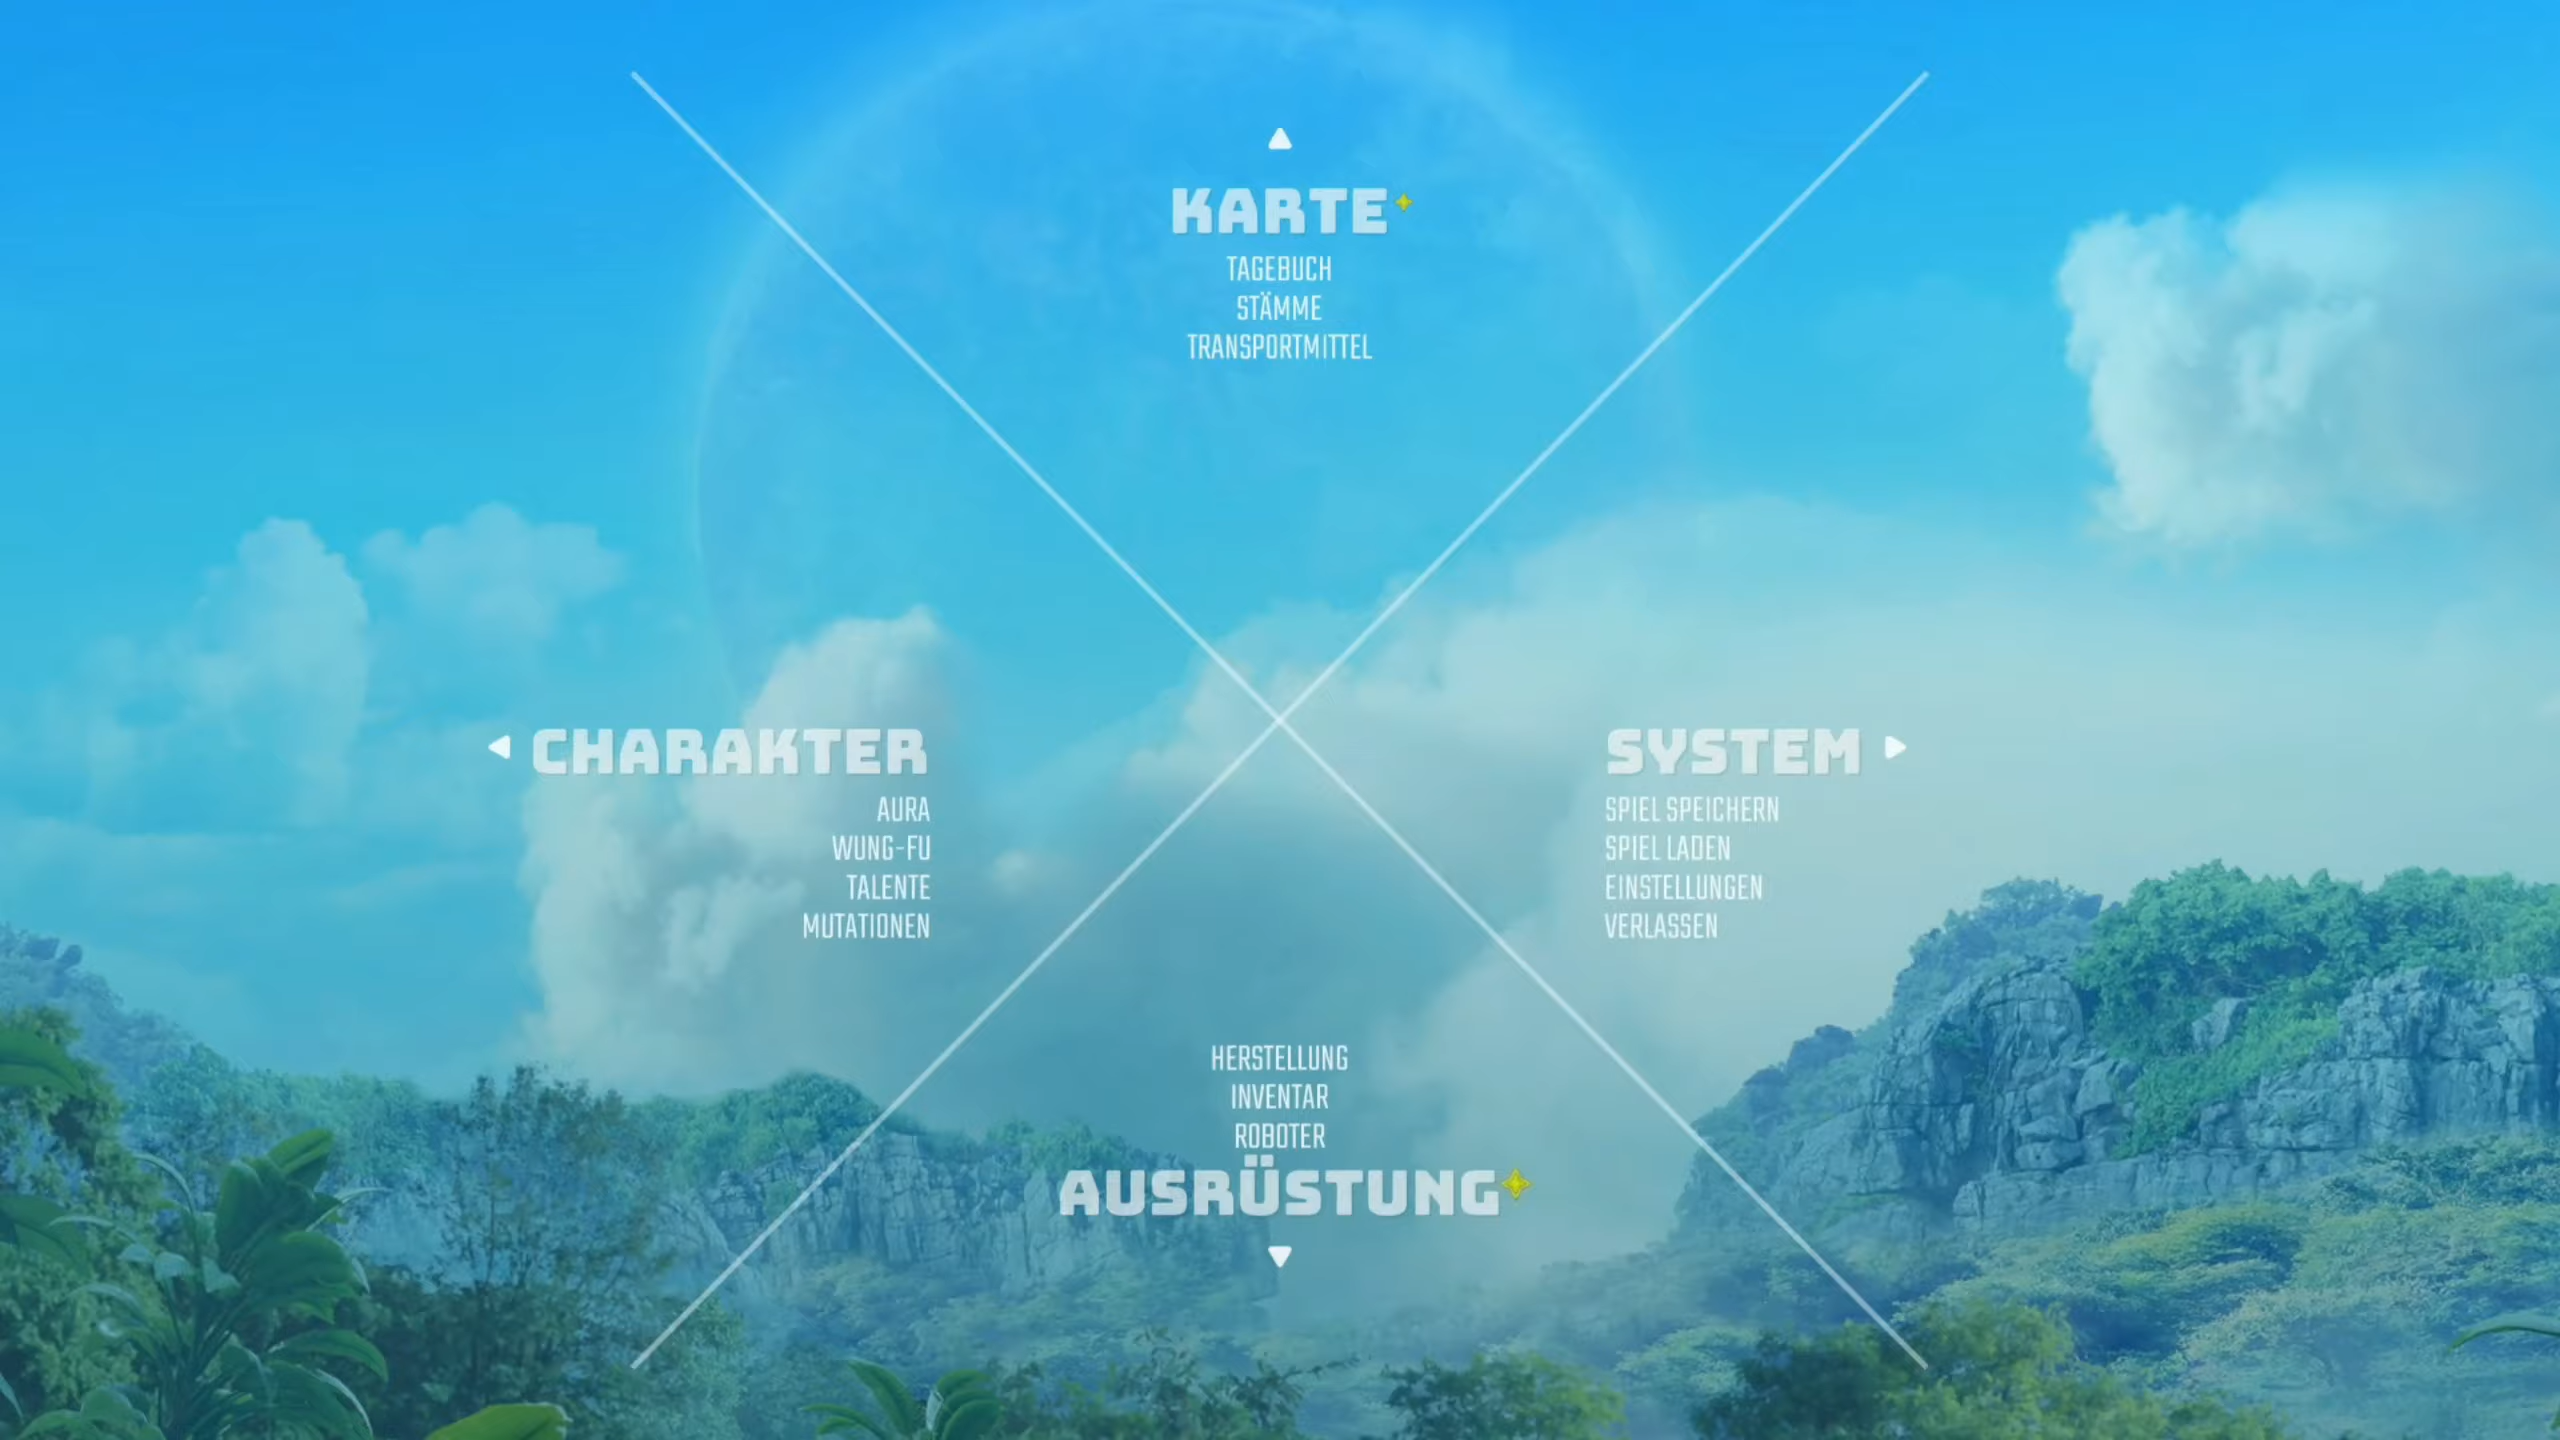 KARTE
TAGEBUCH
STÄMME
TRANSPORTMITTEL
CHARAKTER
AURA
WUNG-FU
TALENTE
MUTATIONEN
SYSTEM
SPIEL SPEICHERN
SPIEL LADEN
EINSTELLUNGEN
VERLASSEN
HERSTELLUNG
INVENTAR
ROBOTER
AUSRÜSTUNG